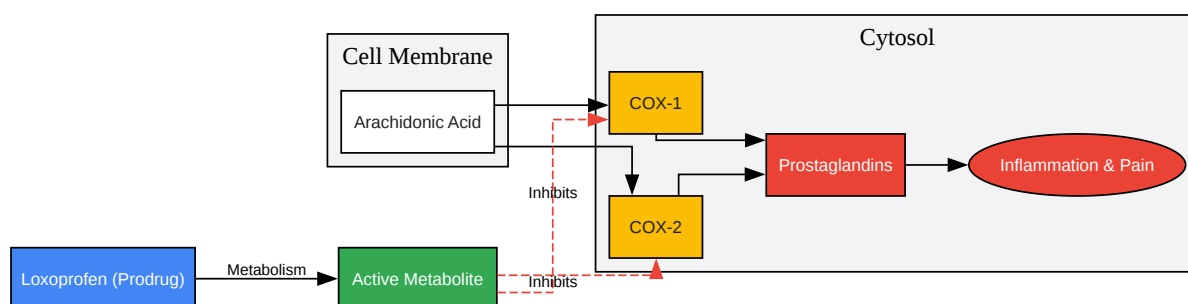 Cell Membrane
Cytosol
Arachidonic Acid
COX-1
Prostaglandins
Inflammation & Pain
Inhibits
COX-2
Loxoprofen (Prodrug)
Metabolism
Active Metabolite
Inhibits